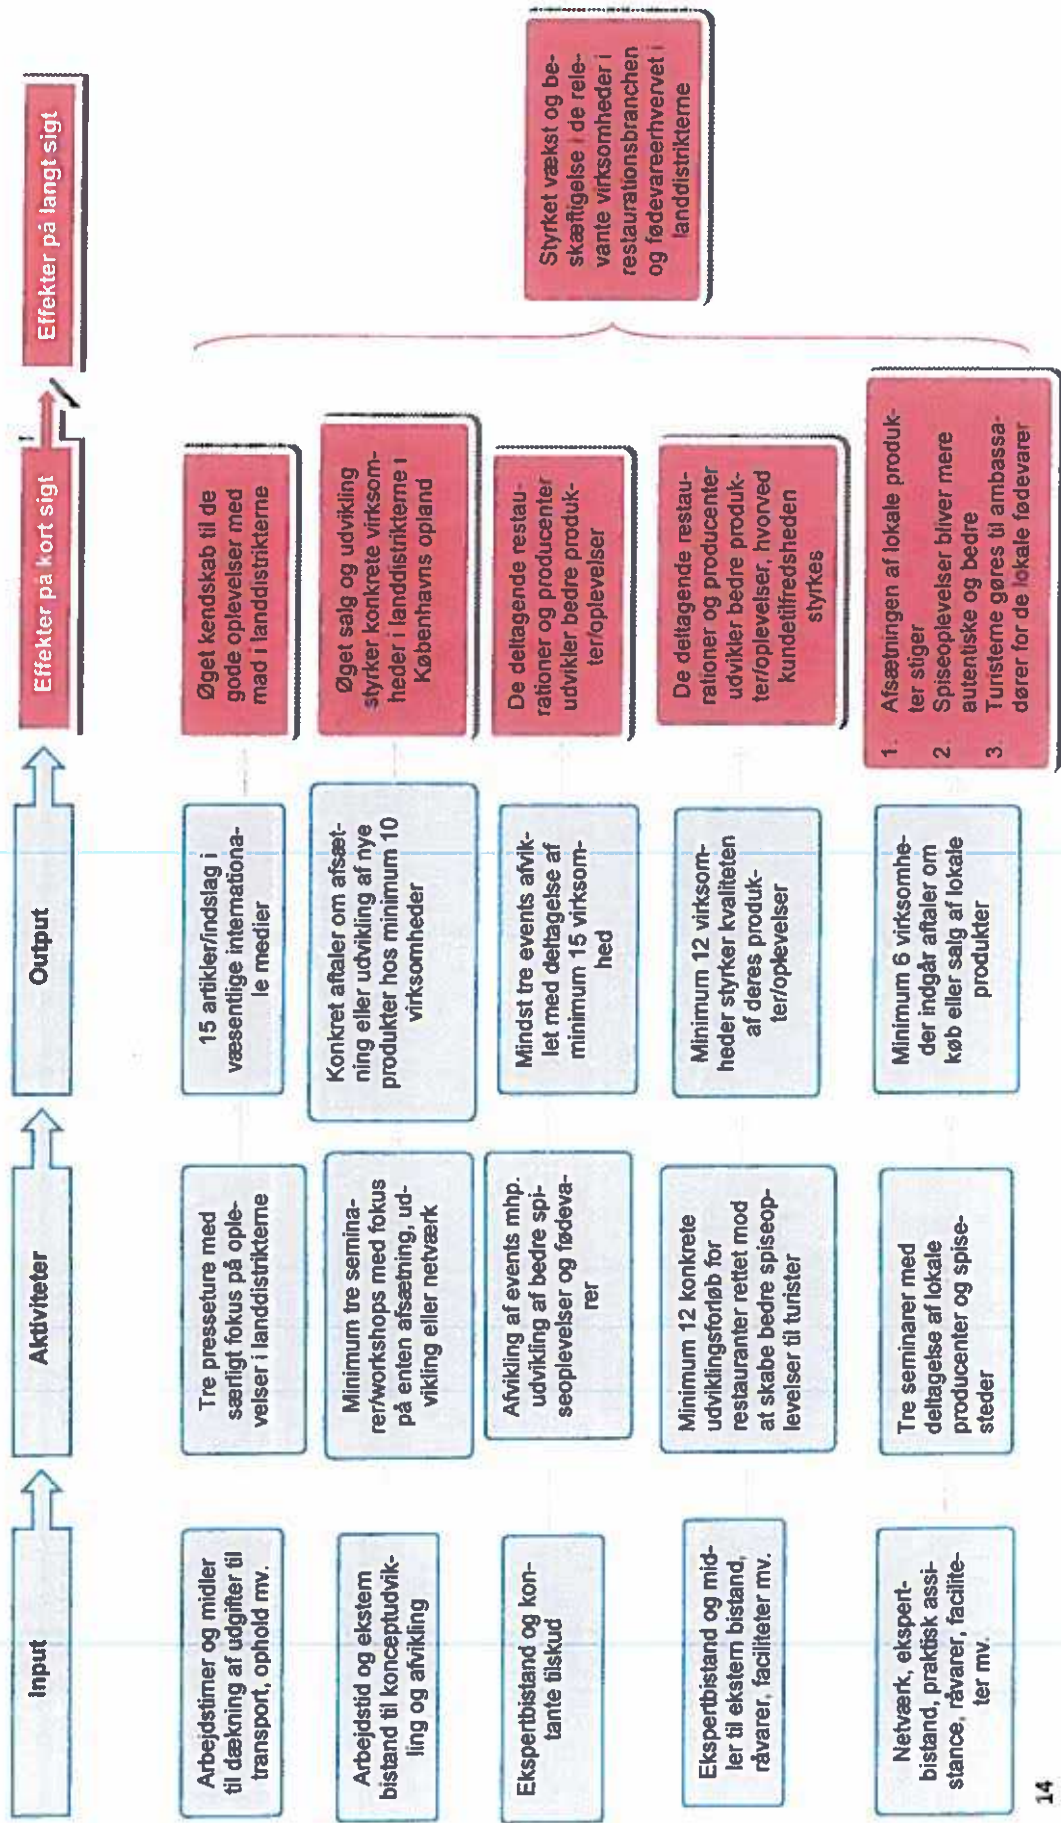 Input
Aktiviteter
Output
Effekter på kort sigt
Effekter på langt sigt
Arbejdstimer og midler
til dækning af udgifter til
transport, ophold mv.
Tre presseture med
særligt fokus på ople-
velser i landdistrikterne
15 artikler/indslag i
væsentlige internationa-
le medier
Øget kendskab til de
gode oplevelser med
mad i landdistrikterne
Arbejdstid og ekstern
bistand til konceptudvik-
ling og afvikling
Minimum tre semina-
rer/workshops med fokus
på enten afsætning, ud-
vikling eller netværk
Konkret aftaler om afsæt-
ning eller udvikling af nye
produkter hos minimum 10
virksomheder
Øget salg og udvikling
styrker konkrete virksom-
heder i landdistrikterne i
Københavns opland
Ekspertbistand og kon-
tante tilskud
Afvikling af events mhp.
udvikling af bedre spi-
seoplevelser og fødeva-
rer
Mindst tre events afvik-
let med deltagelse af
minimum 15 virksom-
hed
De deltagende restau-
rationer og producenter
udvikler bedre produk-
ter/oplevelser
Ekspertbistand og mid-
ler til ekstern bistand,
råvarer, faciliteter mv.
Minimum 12 konkrete
udviklingsforløb for
restauranter rettet mod
at skabe bedre spiseop-
levelser til turister
Minimum 12 virksom-
heder styrker kvaliteten
af deres produk-
ter/oplevelser
De deltagende restau-
rationer og producenter
udvikler bedre produk-
ter/oplevelser, hvorved
kundetilfredsheden
styrkes
Netværk, ekspert-
bistand, praktisk assi-
stance, råvarer, facilite-
ter mv.
Tre seminarer med
deltagelse af lokale
producenter og spise-
steder
Minimum 6 virksomhe-
der indgår aftaler om
køb eller salg af lokale
produkter
1. Afsætningen af lokale produk-
ter stiger
2. Spiseoplevelser bliver mere
autentiske og bedre
3. Turisterne gøres til ambassa-
dører for de lokale fødevarer
Styrket vækst og be-
skæftigelse i de rele-
vante virksomheder i
restaurationsbranchen
og fødevareerhvervet i
landdistrikterne
14